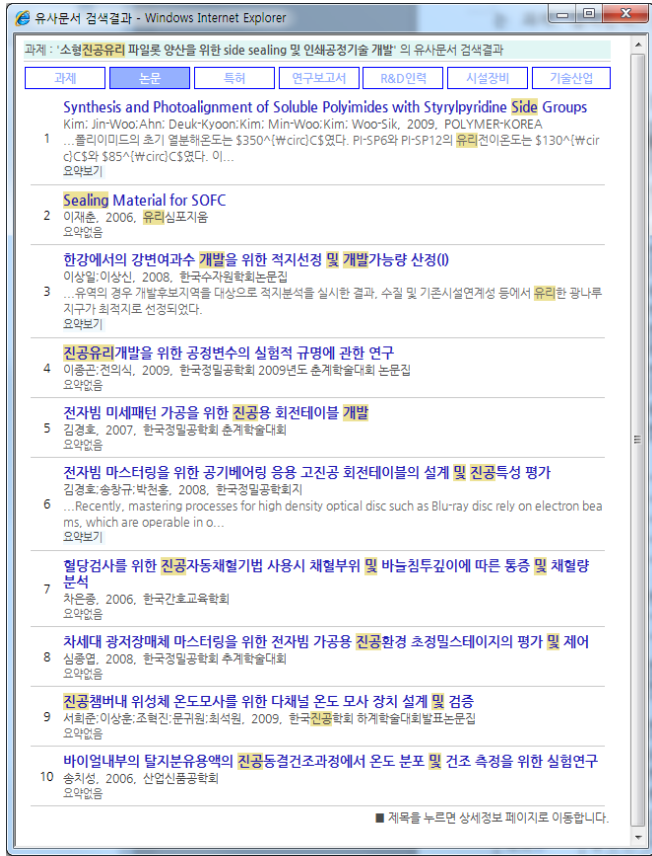 유사문서 검색결과 - Windows Internet Explorer
과제 : '소형진공유리 파일롯 양산을 위한 side sealing 및 인쇄공정기술 개발' 의 유사문서 검색결과
과제 논문 특허 연구보고서 R&D인력 시설장비 기술산업
Synthesis and Photoalignment of Soluble Polyimides with Styrylpyridine Side Groups
Kim; Jin-Woo;Ahn; Deuk-Kyoon;Kim; Min-Woo;Kim; Woo-Sik, 2009, POLYMER-KOREA
1 ...폴리이미드의 초기 열분해온도는 $350^{₩circ}C$였다. PI-SP6와 PI-SP12의 유리전이온도는 $130^{₩cir
c}C$와 $85^{₩circ}C$였다. 이...
요약보기
Sealing Material for SOFC
2 이재춘, 2006, 유리심포지움
요약없음
한강에서의 강변여과수 개발을 위한 적지선정 및 개발가능량 산정(I)
이상일;이상신, 2008, 한국수자원학회논문집
3 ...유역의 경우 개발후보지역을 대상으로 적지분석을 실시한 결과, 수질 및 기존시설연계성 등에서 유리한 광나루
지구가 최적지로 선정되었다.
요약보기
진공유리개발을 위한 공정변수의 실험적 규명에 관한 연구
4 이종곤;전의식, 2009, 한국정밀공학회 2009년도 춘계학술대회 논문집
요약없음
전자빔 미세패턴 가공을 위한 진공용 회전테이블 개발
5 김경호, 2007, 한국정밀공학회 춘계학술대회
요약없음
전자빔 마스터링을 위한 공기베어링 응용 고진공 회전테이블의 설계 및 진공특성 평가
김경호;송창규;박천홍, 2008, 한국정밀공학회지
6 ...Recently, mastering processes for high density optical disc such as Blu-ray disc rely on electron bea
ms, which are operable in o...
요약보기
혈당검사를 위한 진공자동채혈기법 사용시 채혈부위 및 바늘침투깊이에 따른 통증 및 채혈량
분석
7 차은종, 2006, 한국간호교육학회
요약없음
차세대 광저장매체 마스터링을 위한 전자빔 가공용 진공환경 초정밀스테이지의 평가 및 제어
8 심종엽, 2008, 한국정밀공학회 추계학술대회
요약없음
진공챔버내 위성체 온도모사를 위한 다채널 온도 모사 장치 설계 및 검증
9 서희준;이상훈;조혁진;문귀원;최석원, 2009, 한국진공학회 하계학술대회발표논문집
요약없음
바이얼내부의 탈지분유용액의 진공동결건조과정에서 온도 분포 및 건조 측정을 위한 실험연구
10 송치성, 2006, 산업신품공학회
요약없음
■ 제목을 누르면 상세정보 페이지로 이동합니다.